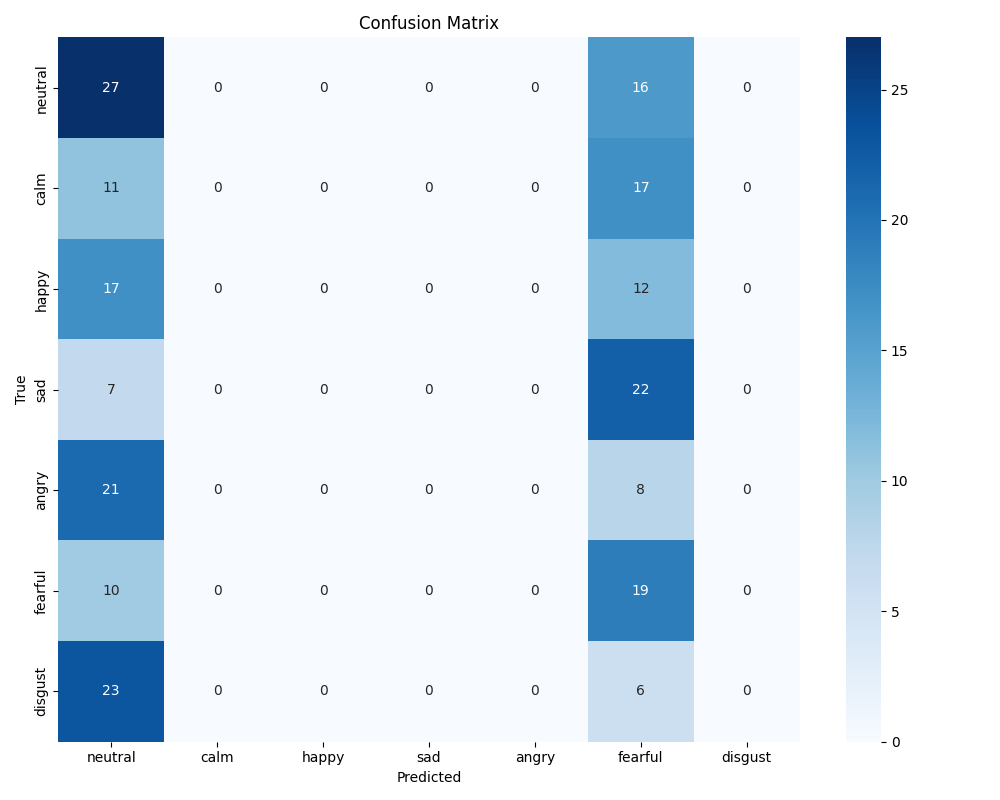 Confusion Matrix
neutral 27 0 0 0 0 16 0
calm 11 0 0 0 0 17 0
happy 17 0 0 0 0 12 0
sad 7 0 0 0 0 22 0
angry 21 0 0 0 0 8 0
fearful 10 0 0 0 0 19 0
disgust 23 0 0 0 0 6 0
True
neutral calm happy sad angry fearful disgust
Predicted
25
20
15
10
5
0